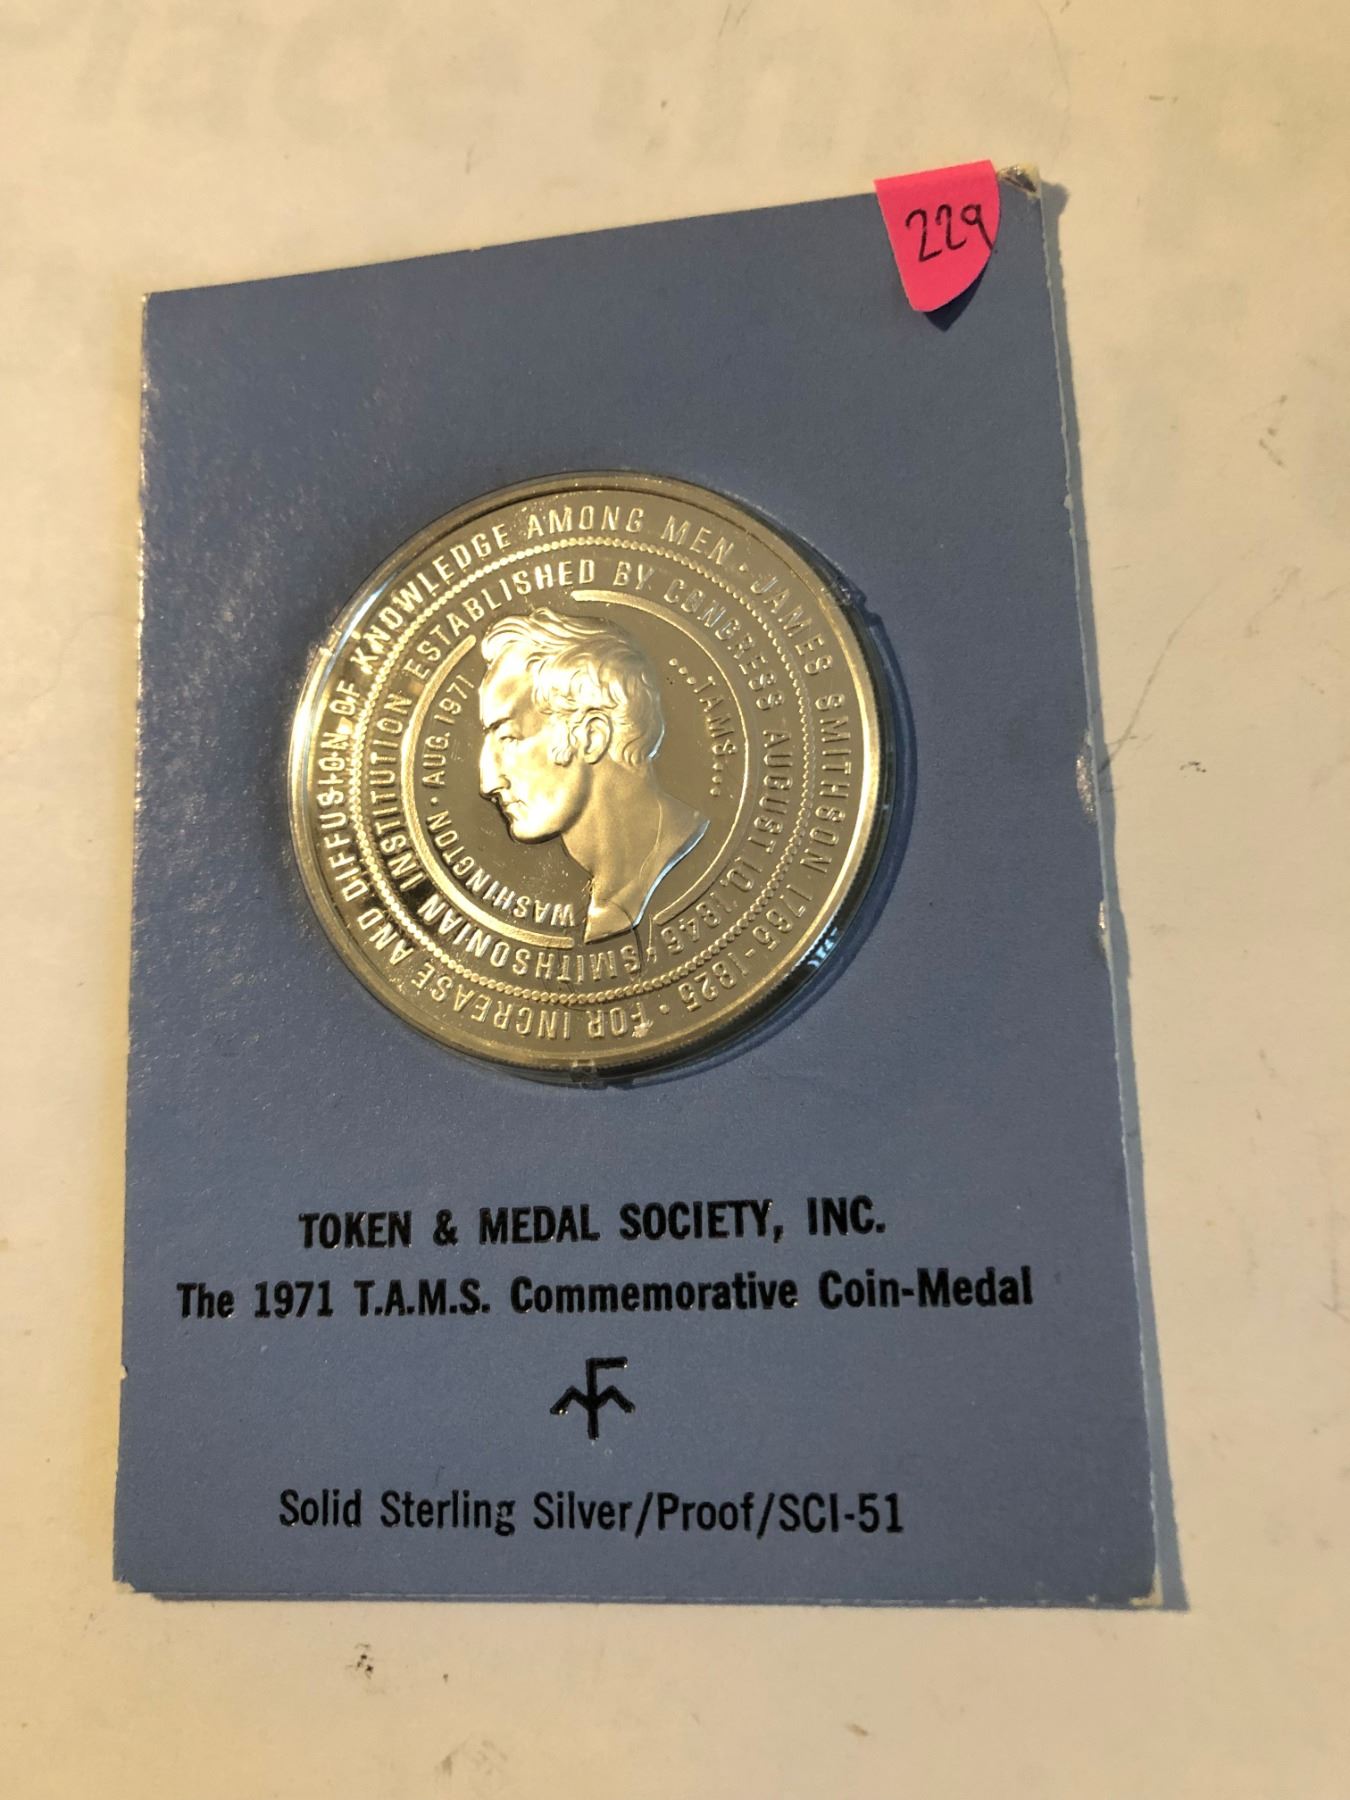 229
JAMES SMITHSON 1765-1825 · FOR INCREASE AND DIFFUSION OF KNOWLEDGE AMONG MEN ·
SMITHSONIAN INSTITUTION ESTABLISHED BY CONGRESS AUGUST 10, 1846
WASHINGTON · AUG. 1971
...TAMS....
TOKEN & MEDAL SOCIETY, INC.
The 1971 T.A.M.S. Commemorative Coin-Medal
Solid Sterling Silver/Proof/SCI-51